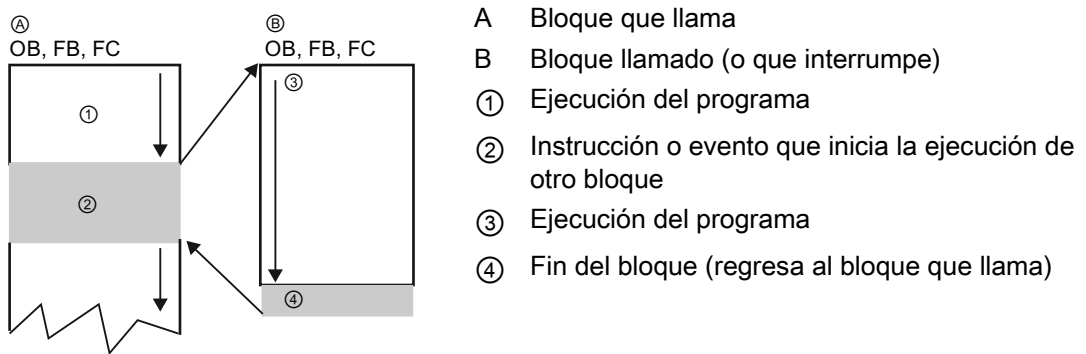 Ⓐ
OB, FB, FC
①
②
Ⓑ
OB, FB, FC
③
④
A Bloque que llama
B Bloque llamado (o que interrumpe)
① Ejecución del programa
② Instrucción o evento que inicia la ejecución de
otro bloque
③ Ejecución del programa
④ Fin del bloque (regresa al bloque que llama)